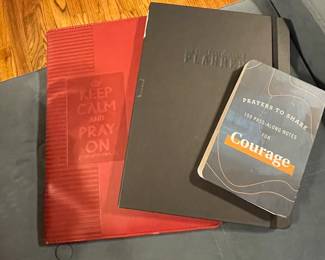 KEEP
CALM
AND
PRAY
ON
PLANNER
PRAYERS TO SHARE
100 PASS-ALONG NOTES
FOR
Courage